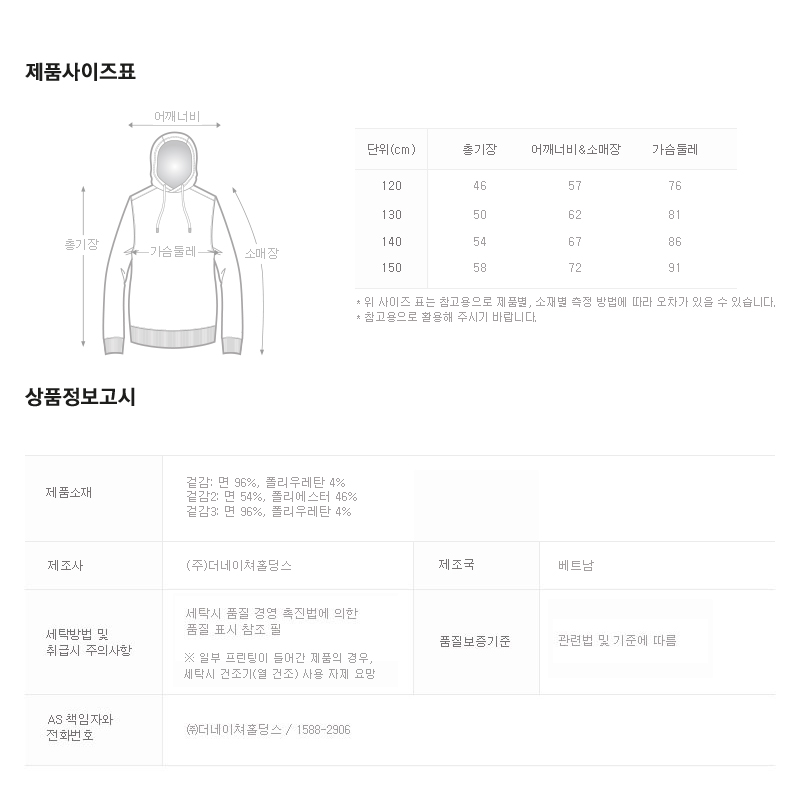 제품사이즈표
어깨너비
총기장
가슴둘레
소매장
단위(cm) 총기장 어깨너비&소매장 가슴둘레
120 46 57 76
130 50 62 81
140 54 67 86
150 58 72 91
* 위 사이즈 표는 참고용으로 제품별, 소재별 측정 방법에 따라 오차가 있을 수 있습니다.
* 참고용으로 활용해 주시기 바랍니다.
상품정보고시
제품소재
겉감: 면 96%, 폴리우레탄 4%
겉감2: 면 54%, 폴리에스터 46%
겉감3: 면 96%, 폴리우레탄 4%
제조사 (주)더네이쳐홀딩스 제조국 베트남
세탁방법 및
취급시 주의사항
세탁시 품질 경영 촉진법에 의한
품질 표시 참조 필
※ 일부 프린팅이 들어간 제품의 경우,
세탁시 건조기(열 건조) 사용 자제 요망
품질보증기준 관련법 및 기준에 따름
AS 책임자와
전화번호
㈜더네이쳐홀딩스 / 1588-2906